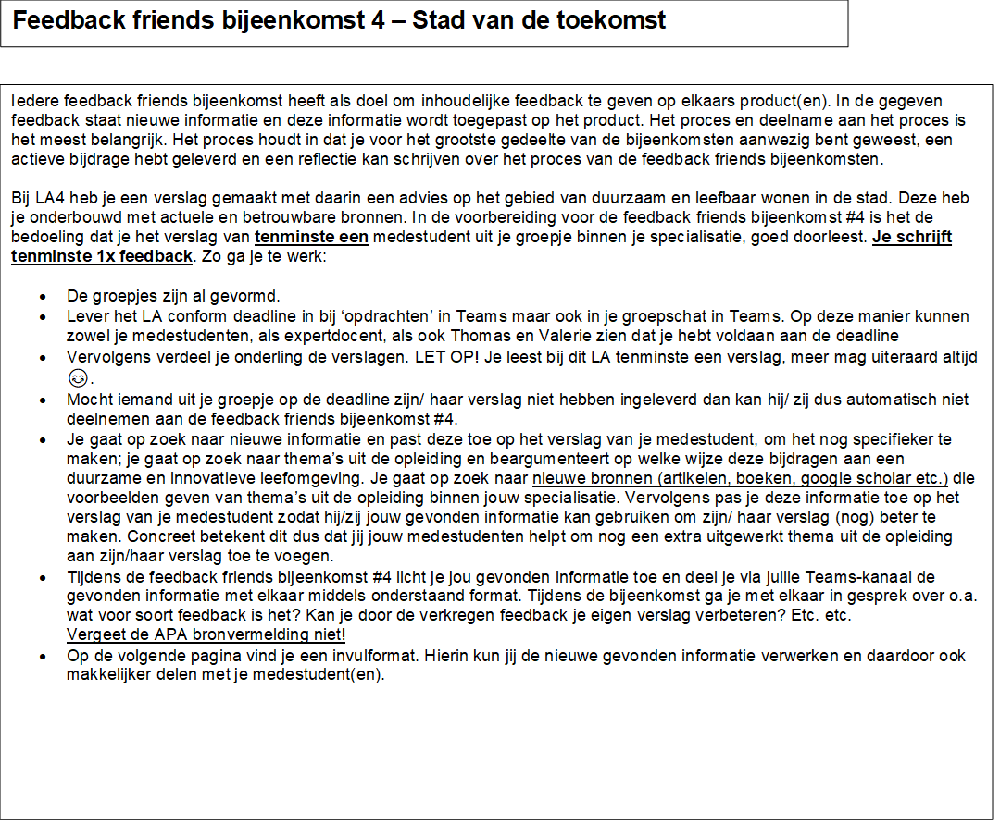 Feedback friends bijeenkomst 4 – Stad van de toekomst
Iedere feedback friends bijeenkomst heeft als doel om inhoudelijke feedback te geven op elkaars product(en). In de gegeven
feedback staat nieuwe informatie en deze informatie wordt toegepast op het product. Het proces en deelname aan het proces is
het meest belangrijk. Het proces houdt in dat je voor het grootste gedeelte van de bijeenkomsten aanwezig bent geweest, een
actieve bijdrage hebt geleverd en een reflectie kan schrijven over het proces van de feedback friends bijeenkomsten.
Bij LA4 heb je een verslag gemaakt met daarin een advies op het gebied van duurzaam en leefbaar wonen in de stad. Deze heb
je onderbouwd met actuele en betrouwbare bronnen. In de voorbereiding voor de feedback friends bijeenkomst #4 is het de
bedoeling dat je het verslag van tenminste een medestudent uit je groepje binnen je specialisatie, goed doorleest. Je schrijft
tenminste 1x feedback. Zo ga je te werk:
• De groepjes zijn al gevormd.
• Lever het LA conform deadline in bij ‘opdrachten’ in Teams maar ook in je groepschat in Teams. Op deze manier kunnen
zowel je medestudenten, als expertdocent, als ook Thomas en Valerie zien dat je hebt voldaan aan de deadline
• Vervolgens verdeel je onderling de verslagen. LET OP! Je leest bij dit LA tenminste een verslag, meer mag uiteraard altijd
😊.
• Mocht iemand uit je groepje op de deadline zijn/ haar verslag niet hebben ingeleverd dan kan hij/ zij dus automatisch niet
deelnemen aan de feedback friends bijeenkomst #4.
• Je gaat op zoek naar nieuwe informatie en past deze toe op het verslag van je medestudent, om het nog specifieker te
maken; je gaat op zoek naar thema’s uit de opleiding en beargumenteert op welke wijze deze bijdragen aan een
duurzame en innovatieve leefomgeving. Je gaat op zoek naar nieuwe bronnen (artikelen, boeken, google scholar etc.) die
voorbeelden geven van thema’s uit de opleiding binnen jouw specialisatie. Vervolgens pas je deze informatie toe op het
verslag van je medestudent zodat hij/zij jouw gevonden informatie kan gebruiken om zijn/ haar verslag (nog) beter te
maken. Concreet betekent dit dus dat jij jouw medestudenten helpt om nog een extra uitgewerkt thema uit de opleiding
aan zijn/haar verslag toe te voegen.
• Tijdens de feedback friends bijeenkomst #4 licht je jou gevonden informatie toe en deel je via jullie Teams-kanaal de
gevonden informatie met elkaar middels onderstaand format. Tijdens de bijeenkomst ga je met elkaar in gesprek over o.a.
wat voor soort feedback is het? Kan je door de verkregen feedback je eigen verslag verbeteren? Etc. etc.
Vergeet de APA bronvermelding niet!
• Op de volgende pagina vind je een invulformat. Hierin kun jij de nieuwe gevonden informatie verwerken en daardoor ook
makkelijker delen met je medestudent(en).